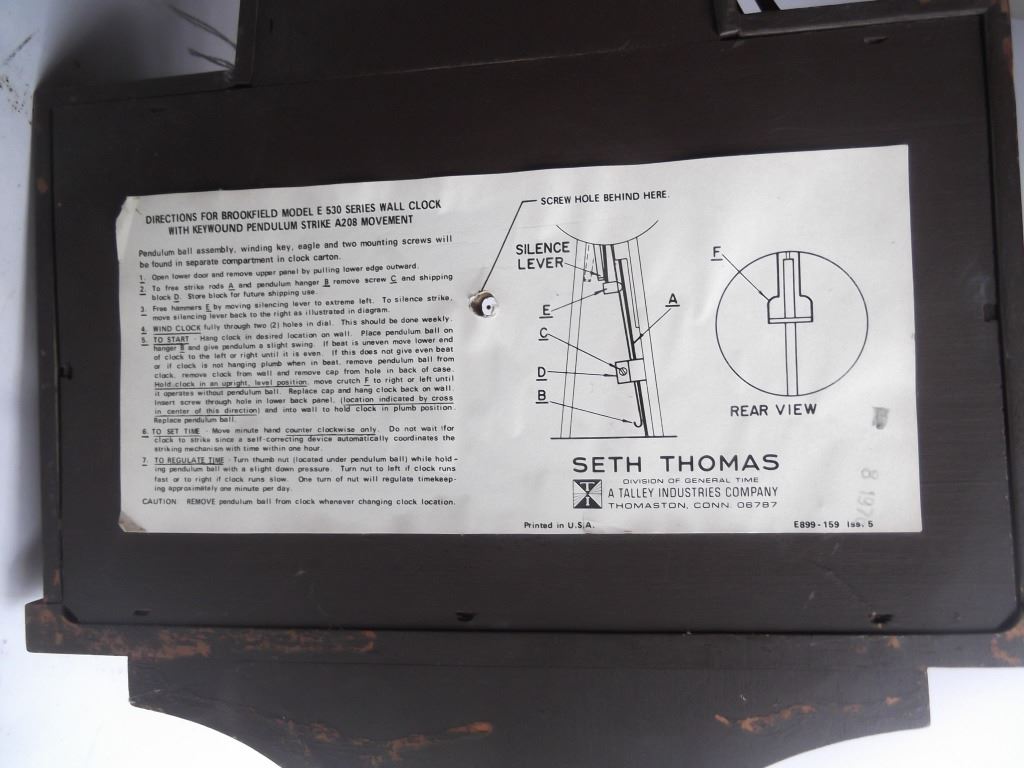 DIRECTIONS FOR BROOKFIELD MODEL E 530 SERIES WALL CLOCK
WITH KEYWOUND PENDULUM STRIKE A208 MOVEMENT
Pendulum ball assembly, winding key, eagle and two mounting screws will
be found in separate compartment in clock carton.
1. Open lower door and remove upper panel by pulling lower edge outward.
2. To free strike rods A and pendulum hanger B remove screw C and shipping
block D. Store block for future shipping use.
3. Free hammers E by moving silencing lever to extreme left. To silence strike,
move silencing lever back to the right as illustrated in diagram.
4. WIND CLOCK fully through two (2) holes in dial. This should be done weekly.
5. TO START - Hang clock in desired location on wall. Place pendulum ball on
hanger B and give pendulum a slight swing. If beat is uneven move lower end
of clock to the left or right until it is even. If this does not give even beat
or if clock is not hanging plumb when in beat, remove pendulum ball from
clock, remove clock from wall and remove cap from hole in back of case.
Hold clock in an upright, level position, move crutch F to right or left until
it operates without pendulum ball. Replace cap and hang clock back on wall.
Insert screw through hole in lower back panel, (location indicated by cross
in center of this direction) and into wall to hold clock in plumb position.
Replace pendulum ball.
6. TO SET TIME - Move minute hand counter clockwise only. Do not wait for
clock to strike since a self-correcting device automatically coordinates the
striking mechanism with time within one hour.
7. TO REGULATE TIME - Turn thumb nut (located under pendulum ball) while hold-
ing pendulum ball with a slight down pressure. Turn nut to left if clock runs
fast or to right if clock runs slow. One turn of nut will regulate timekeep-
ing approximately one minute per day.
CAUTION REMOVE pendulum ball from clock whenever changing clock location.
SCREW HOLE BEHIND HERE.
SILENCE
LEVER
E
C
D
B
A
F
REAR VIEW
SETH THOMAS
DIVISION OF GENERAL TIME
A TALLEY INDUSTRIES COMPANY
THOMASTON, CONN. 06787
Printed in U.S.A.
E899-159 Iss. 5